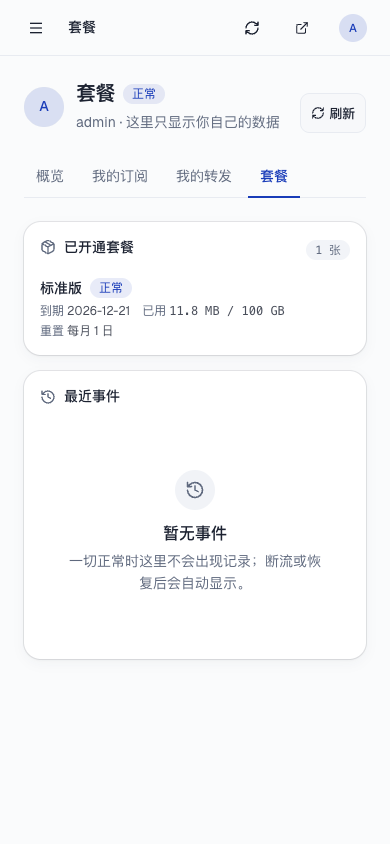 套餐
A
A
套餐 正常
admin · 这里只显示你自己的数据
刷新
概览 我的订阅 我的转发 套餐
已开通套餐
1 张
标准版 正常
到期 2026-12-21 已用 11.8 MB / 100 GB
重置 每月 1 日
最近事件
暂无事件
一切正常时这里不会出现记录；断流或恢
复后会自动显示。